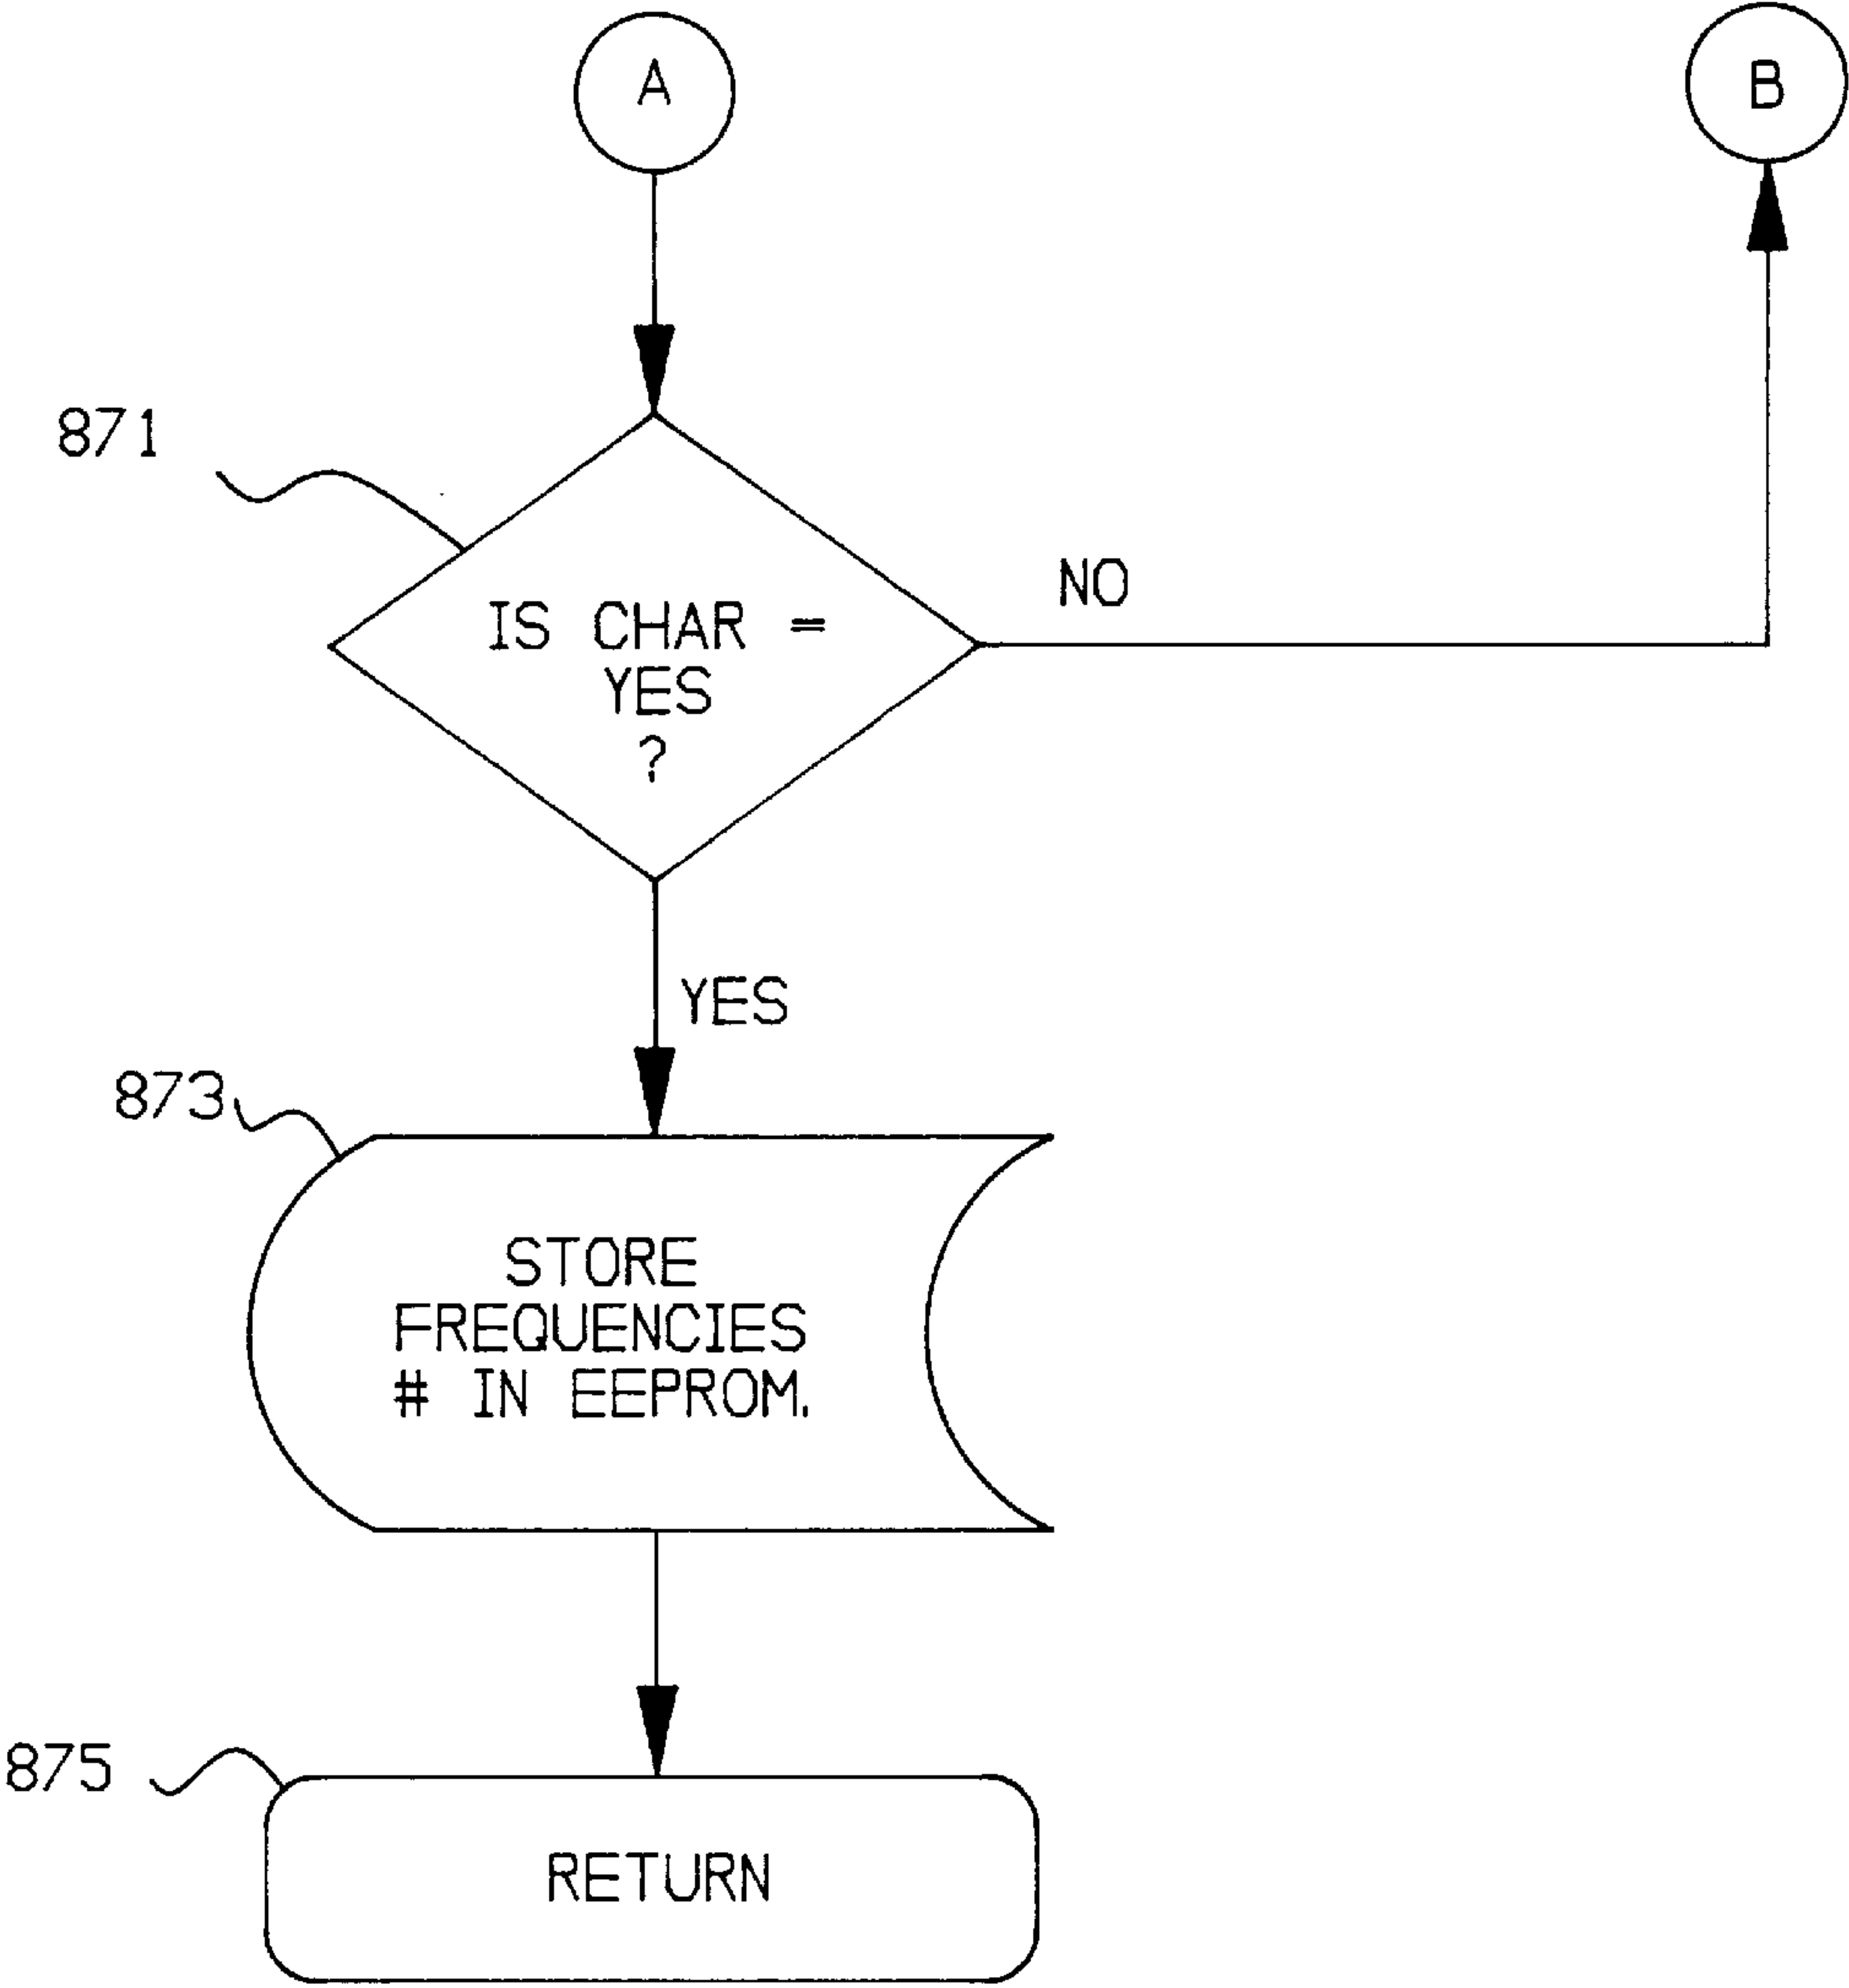 A
B
871
NO
IS CHAR =
YES
?
YES
873
STORE
FREQUENCIES
# IN EEPROM.
875
RETURN